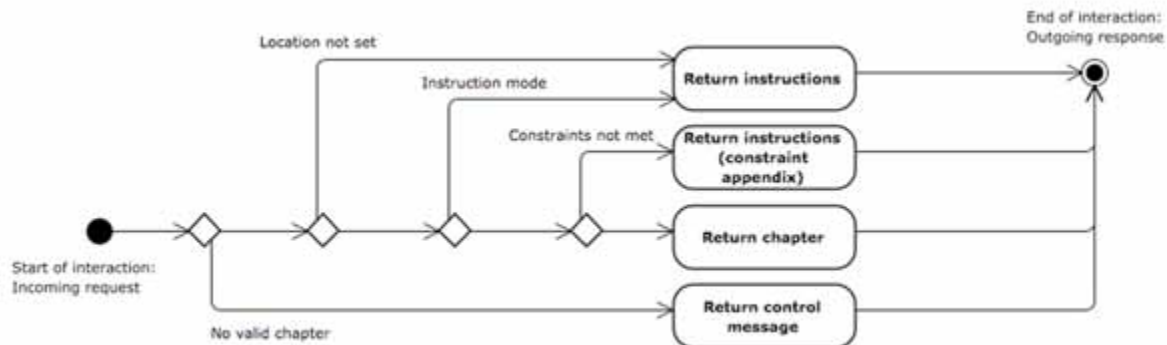 End of interaction:
Outgoing response
Location not set
Return instructions
Instruction mode
Constraints not met
Return instructions
(constraint
appendix)
Return chapter
Start of interaction:
Incoming request
Return control
message
No valid chapter